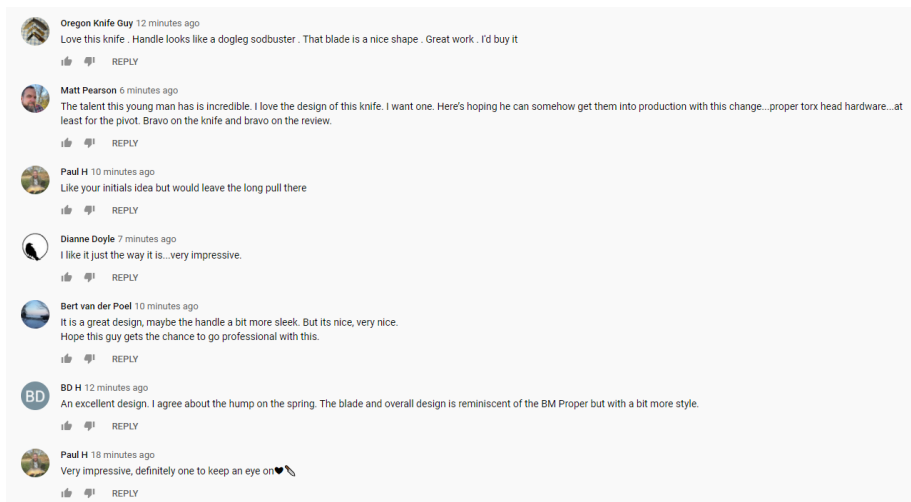 Oregon Knife Guy 12 minutes ago
Love this knife . Handle looks like a dogleg sodbuster . That blade is a nice shape . Great work . I'd buy it
REPLY
Matt Pearson 6 minutes ago
The talent this young man has is incredible. I love the design of this knife. I want one. Here's hoping he can somehow get them into production with this change...proper torx head hardware...at
least for the pivot. Bravo on the knife and bravo on the review.
REPLY
Paul H 10 minutes ago
Like your initials idea but would leave the long pull there
REPLY
Dianne Doyle 7 minutes ago
I like it just the way it is...very impressive.
REPLY
Bert van der Poel 10 minutes ago
It is a great design, maybe the handle a bit more sleek. But its nice, very nice.
Hope this guy gets the chance to go professional with this.
REPLY
BD
BD H 12 minutes ago
An excellent design. I agree about the hump on the spring. The blade and overall design is reminiscent of the BM Proper but with a bit more style.
REPLY
Paul H 18 minutes ago
Very impressive, definitely one to keep an eye on
REPLY